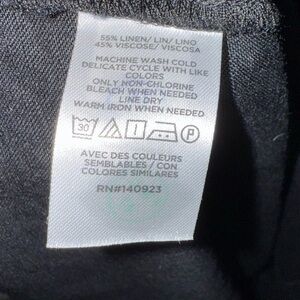 55% LINEN/ LIN/ LINO
45% VISCOSE/ VISCOSA
MACHINE WASH COLD
DELICATE CYCLE WITH LIKE
COLORS
ONLY NON-CHLORINE
BLEACH WHEN NEEDED
LINE DRY
WARM IRON WHEN NEEDED
30 P
AVEC DES COULEURS
SEMBLABLES / CON
COLORES SIMILARES
RN#140923